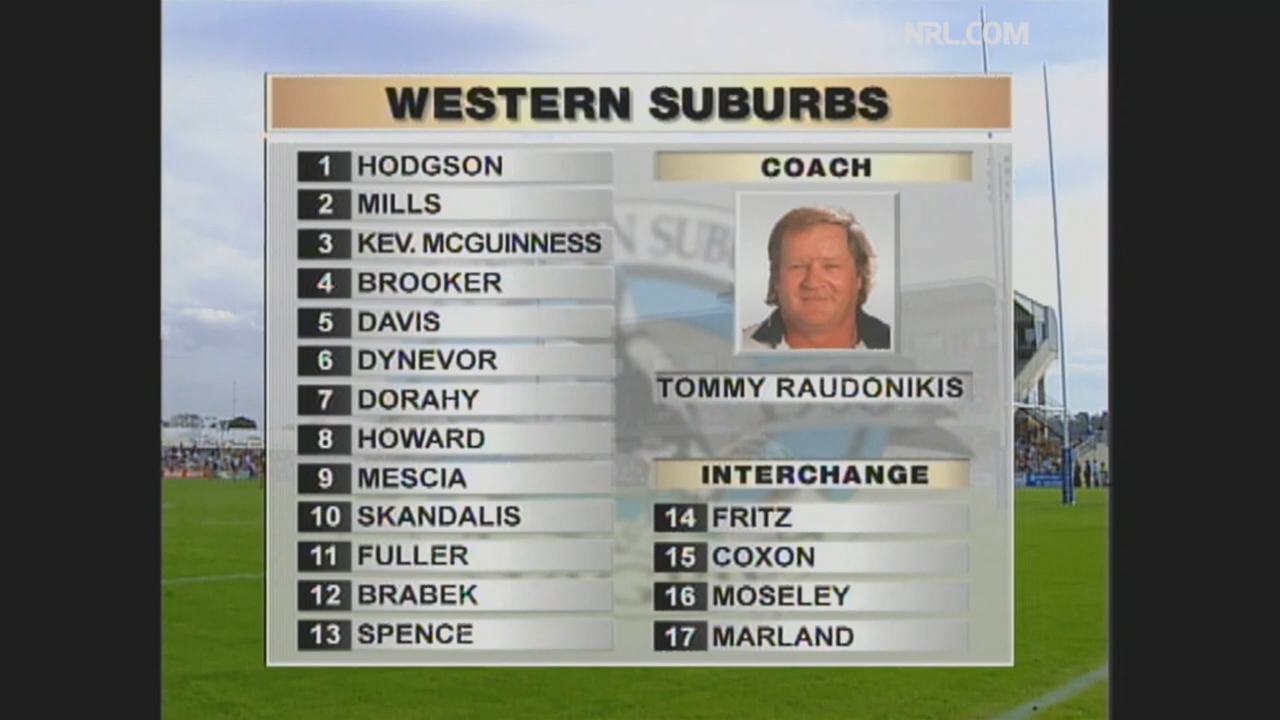 NRL.COM
WESTERN SUBURBS
1 HODGSON
2 MILLS
3 KEV. MCGUINNESS
4 BROOKER
5 DAVIS
6 DYNEVOR
7 DORAHY
8 HOWARD
9 MESCIA
10 SKANDALIS
11 FULLER
12 BRABEK
13 SPENCE
COACH
N SUBU
TOMMY RAUDONIKIS
INTERCHANGE
14 FRITZ
15 COXON
16 MOSELEY
17 MARLAND